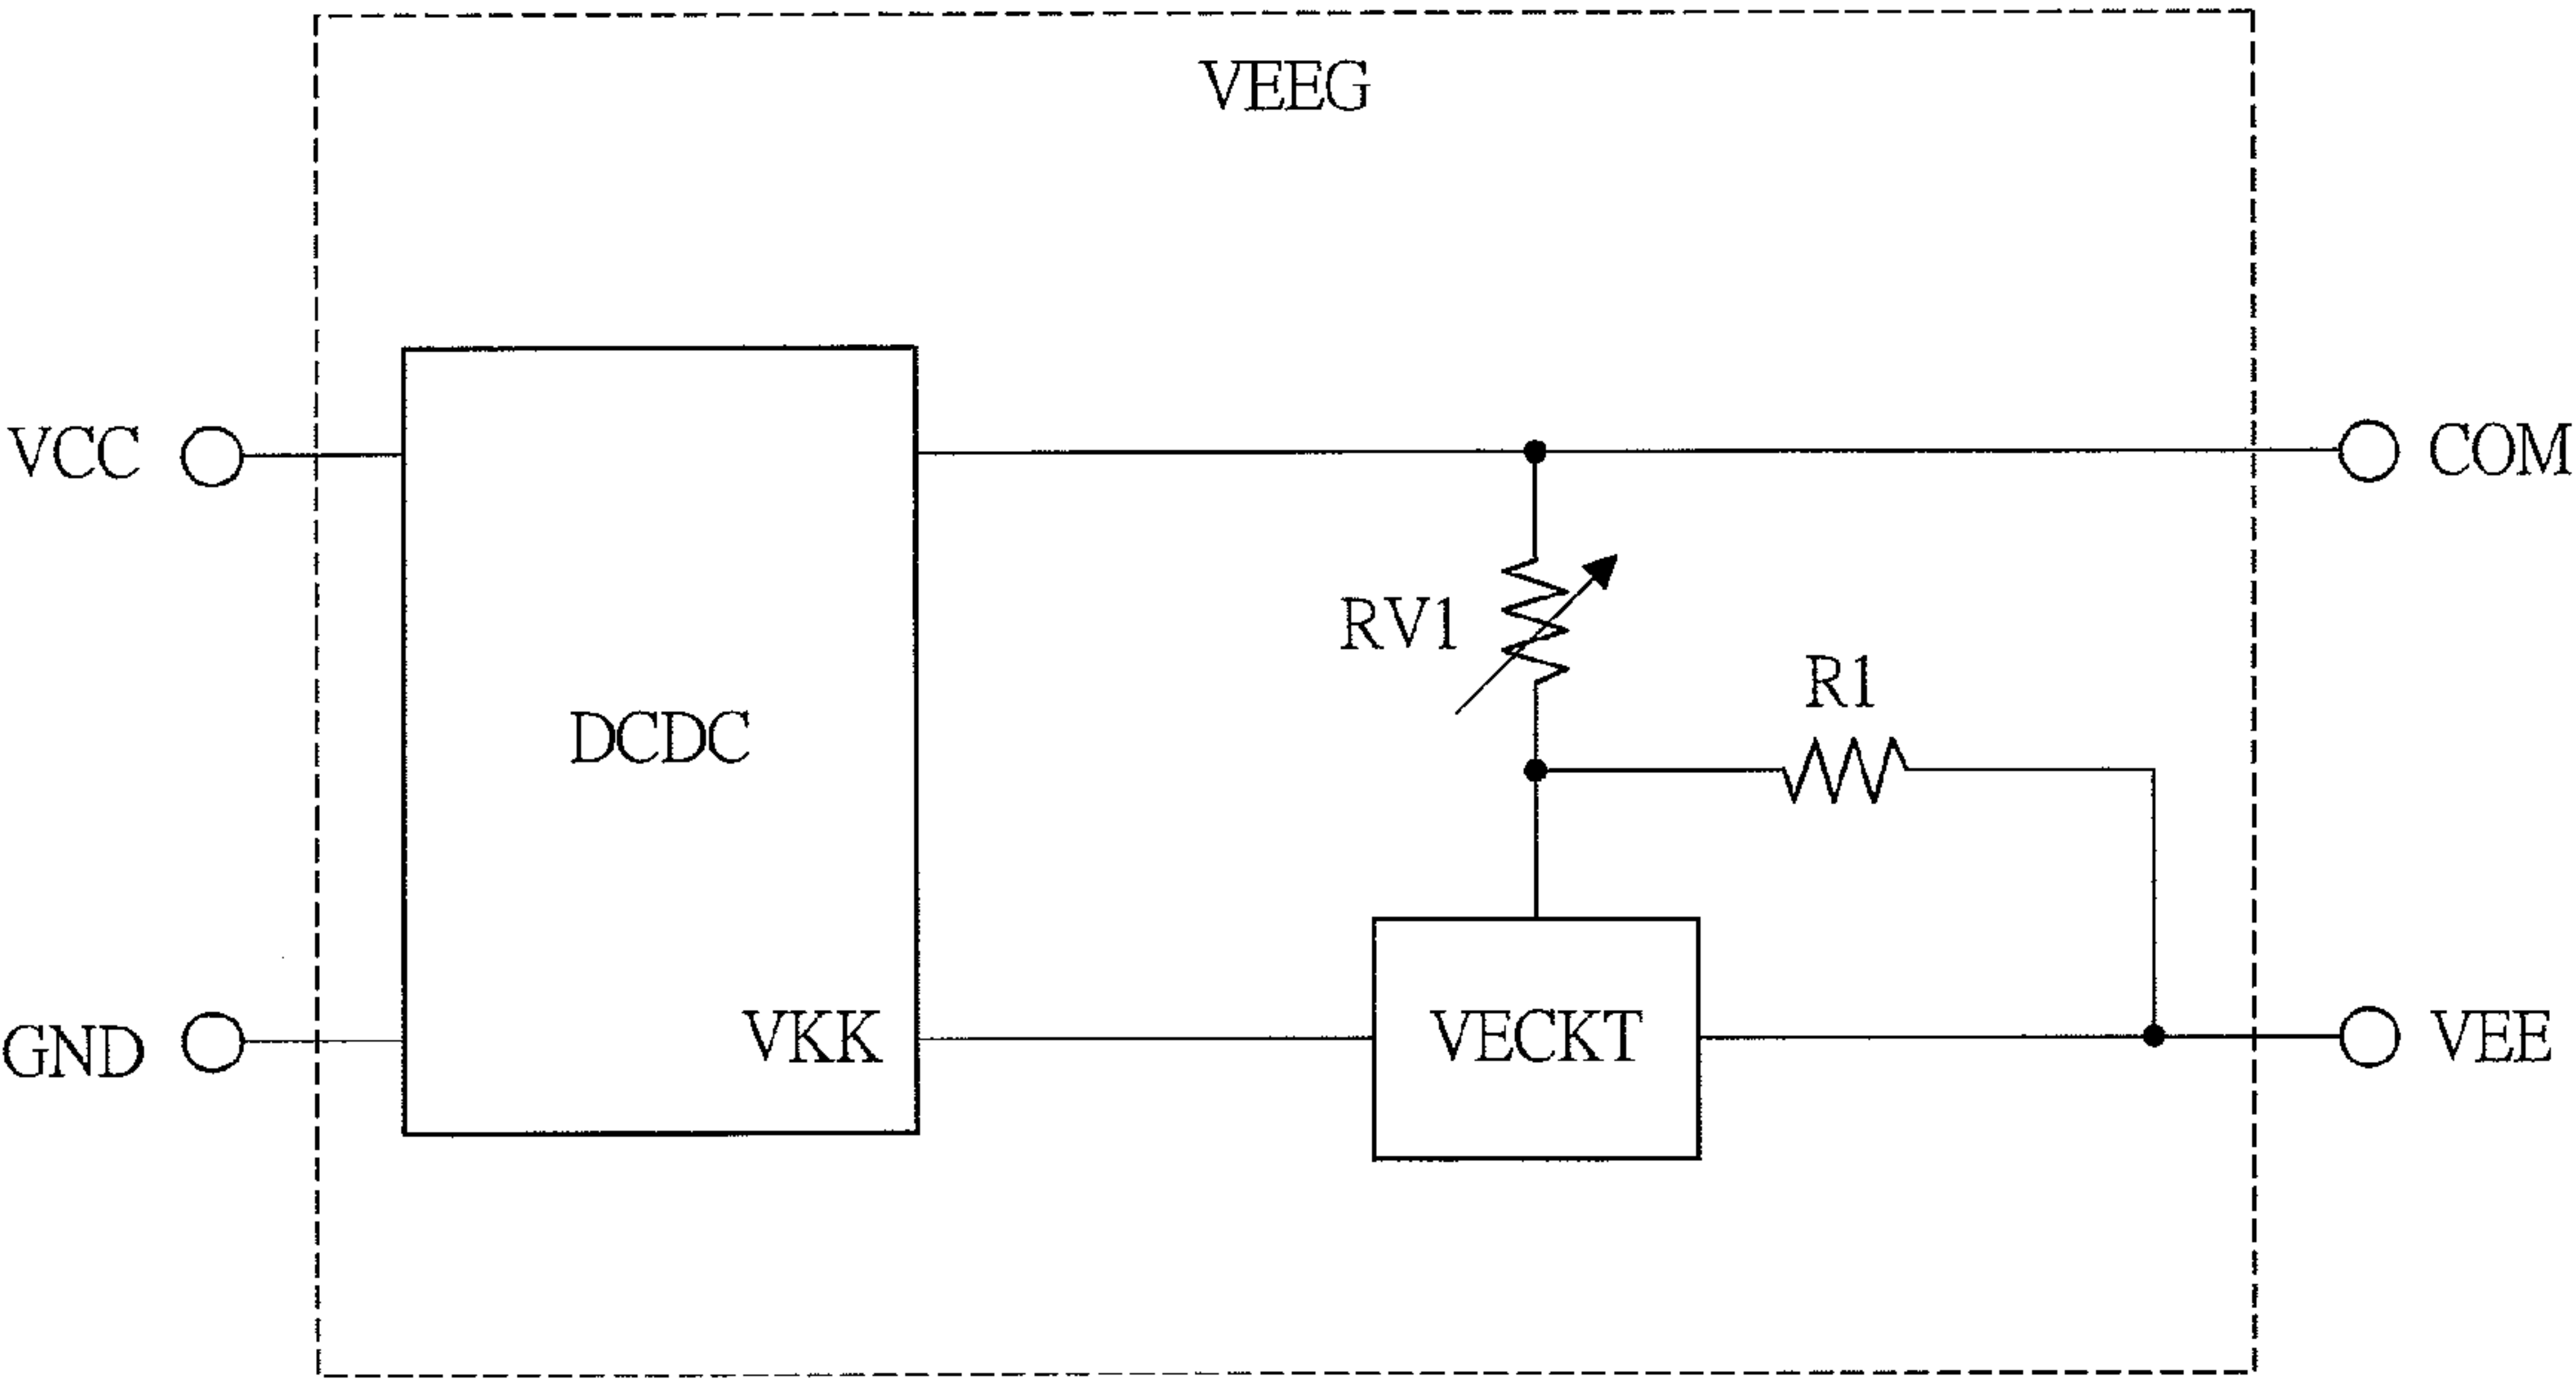 VEEG
VCC
COM
RV1
R1
DCDC
GND
VKK
VECKT
VEE